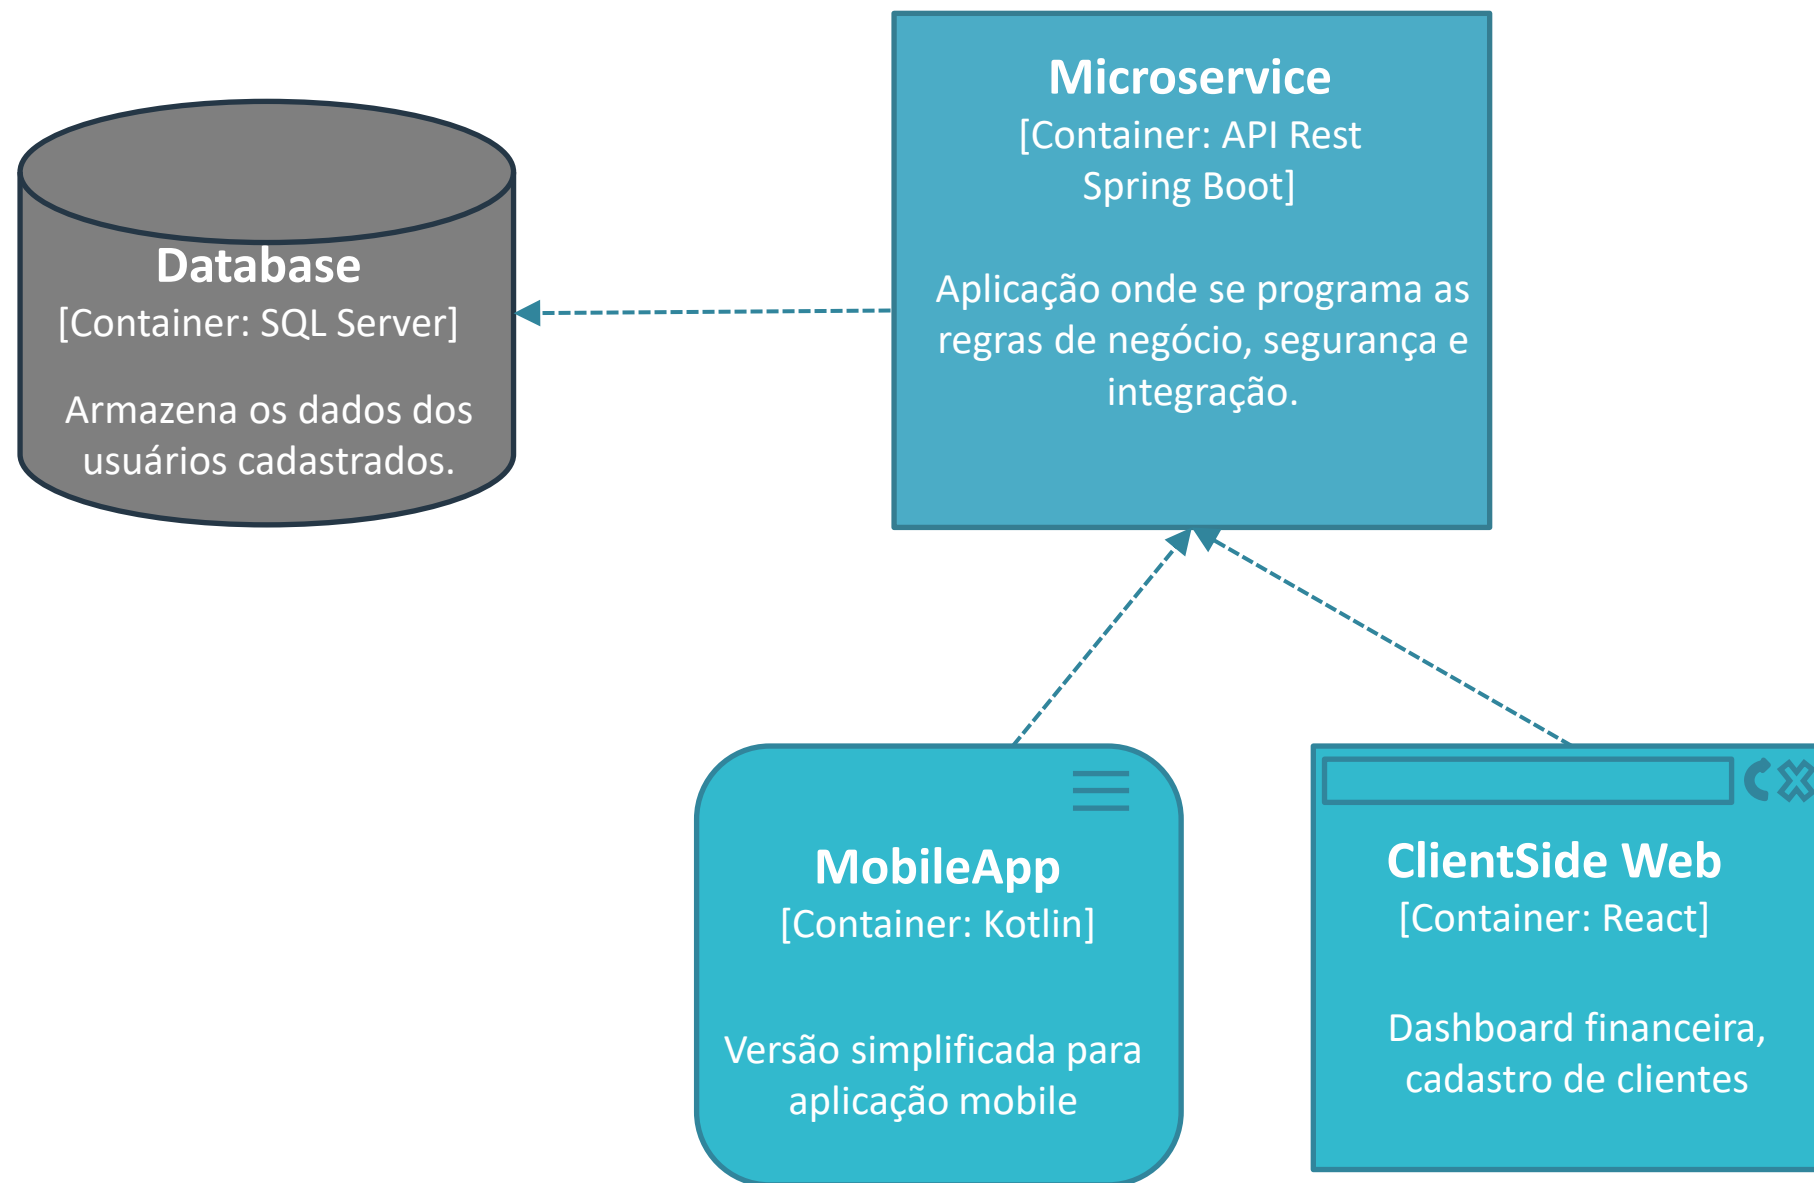 Microservice
[Container: API Rest
Spring Boot]
Aplicação onde se programa as
regras de negócio, segurança e
integração.
Database
[Container: SQL Server]
Armazena os dados dos
usuários cadastrados.
MobileApp
[Container: Kotlin]
Versão simplificada para
aplicação mobile
ClientSide Web
[Container: React]
Dashboard financeira,
cadastro de clientes